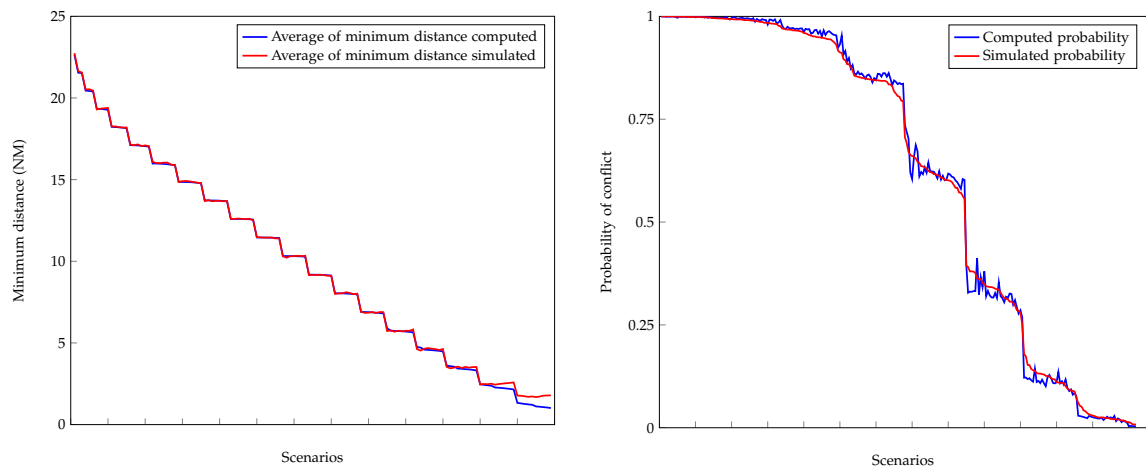 25
20
15
10
5
0
Minimum distance (NM)
Scenarios
Average of minimum distance computed
Average of minimum distance simulated
1
0.75
0.5
0.25
0
Probability of conflict
Scenarios
Computed probability
Simulated probability